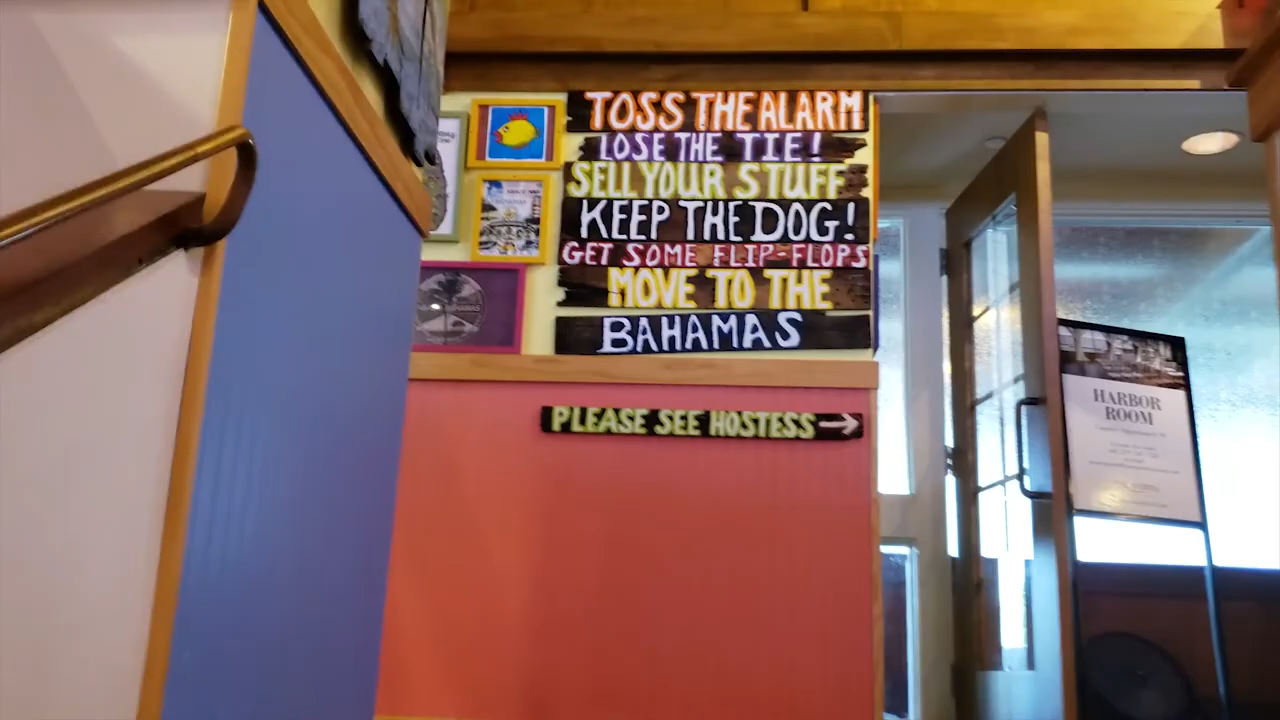 TOSS THE ALARM
LOSE THE TIE!
SELL YOUR STUFF
KEEP THE DOG!
GET SOME FLIP-FLOPS
MOVE TO THE
BAHAMAS
PLEASE SEE HOSTESS
HARBOR
ROOM